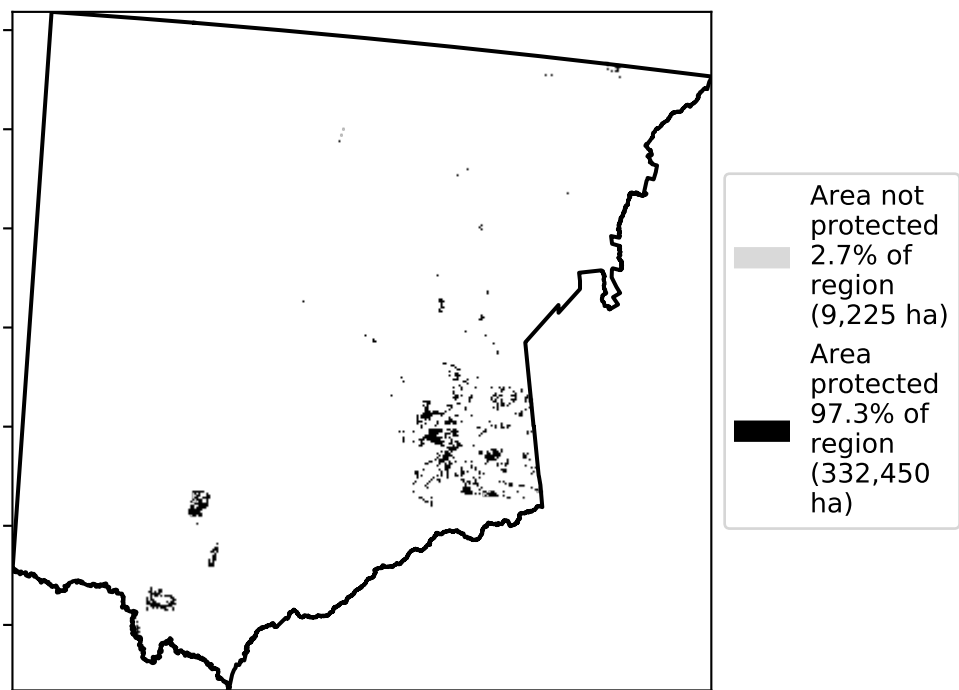 Area not
protected
2.7% of
region
(9,225 ha)
Area
protected
97.3% of
region
(332,450
ha)